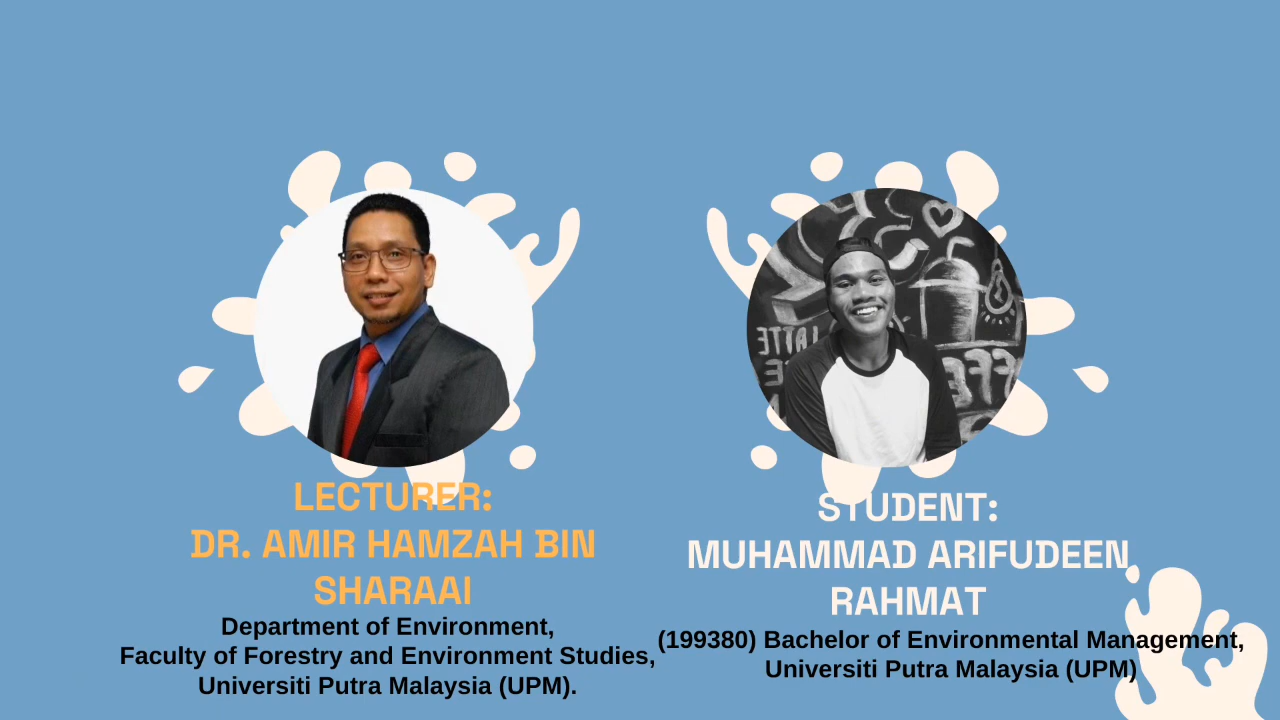 LECTURER:
DR. AMIR HAMZAH BIN
SHARAAI
Department of Environment,
Faculty of Forestry and Environment Studies,
Universiti Putra Malaysia (UPM).
LATTE
STUDENT:
MUHAMMAD ARIFUDEEN
RAHMAT
(199380) Bachelor of Environmental Management,
Universiti Putra Malaysia (UPM)